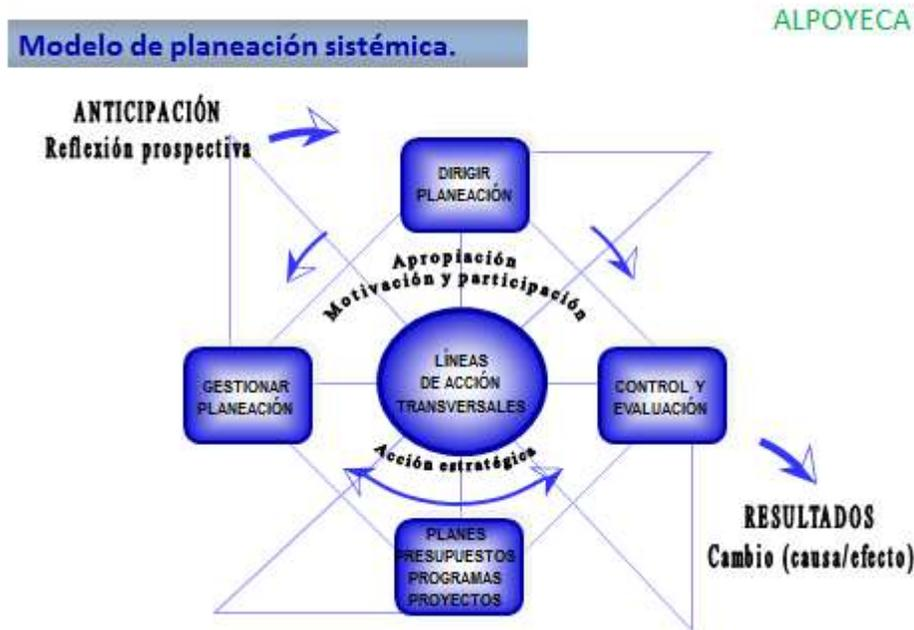 ALPOYECA
Modelo de planeación sistémica.
ANTICIPACIÓN
Reflexión prospectiva
DIRIGIR
PLANEACIÓN
Apropiación
Motivación y participación
GESTIONAR
PLANEACIÓN
LÍNEAS
DE ACCIÓN
TRANSVERSALES
CONTROL Y
EVALUACIÓN
Acción estratégica
PLANES
PRESUPUESTOS
PROGRAMAS
PROYECTOS
RESULTADOS
Cambio (causa/efecto)